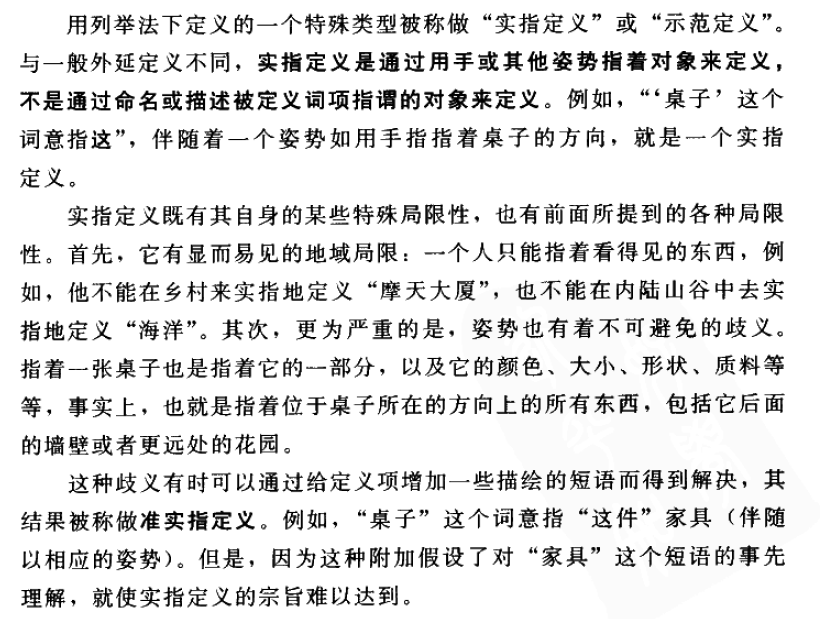 用列举法下定义的一个特殊类型被称做“实指定义”或“示范定义”。
与一般外延定义不同，实指定义是通过用手或其他姿势指着对象来定义，
不是通过命名或描述被定义词项指谓的对象来定义。例如，“‘桌子’这个
词意指这”，伴随着一个姿势如用手指指着桌子的方向，就是一个实指
定义。
实指定义既有其自身的某些特殊局限性，也有前面所提到的各种局限
性。首先，它有显而易见的地域局限：一个人只能指着看得见的东西，例
如，他不能在乡村来实指地定义“摩天大厦”，也不能在内陆山谷中去实
指地定义“海洋”。其次，更为严重的是，姿势也有着不可避免的歧义。
指着一张桌子也是指着它的一部分，以及它的颜色、大小、形状、质料等
等，事实上，也就是指着位于桌子所在的方向上的所有东西，包括它后面
的墙壁或者更远处的花园。
这种歧义有时可以通过给定义项增加一些描绘的短语而得到解决，其
结果被称做准实指定义。例如，“桌子”这个词意指“这件”家具（伴随
以相应的姿势）。但是，因为这种附加假设了对“家具”这个短语的事先
理解，就使实指定义的宗旨难以达到。